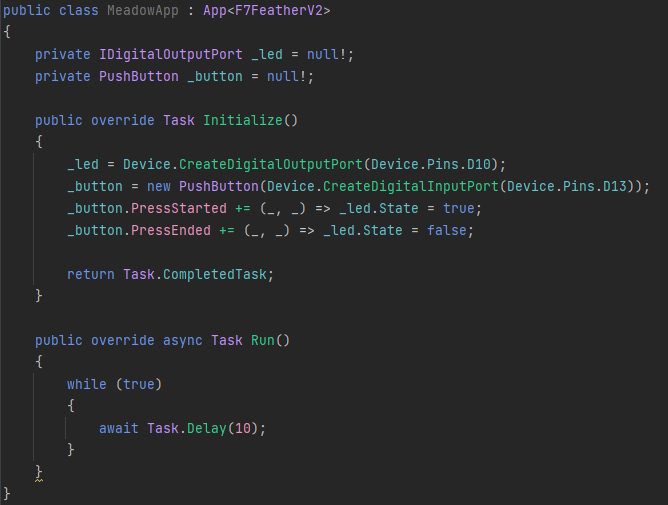 public class MeadowApp : App<F7FeatherV2>
{
    private IDigitalOutputPort _led = null!;
    private PushButton _button = null!;

    public override Task Initialize()
    {
        _led = Device.CreateDigitalOutputPort(Device.Pins.D10);
        _button = new PushButton(Device.CreateDigitalInputPort(Device.Pins.D13));
        _button.PressStarted += (_, _) => _led.State = true;
        _button.PressEnded += (_, _) => _led.State = false;

        return Task.CompletedTask;
    }

    public override async Task Run()
    {
        while (true)
        {
            await Task.Delay(10);
        }
    }
}